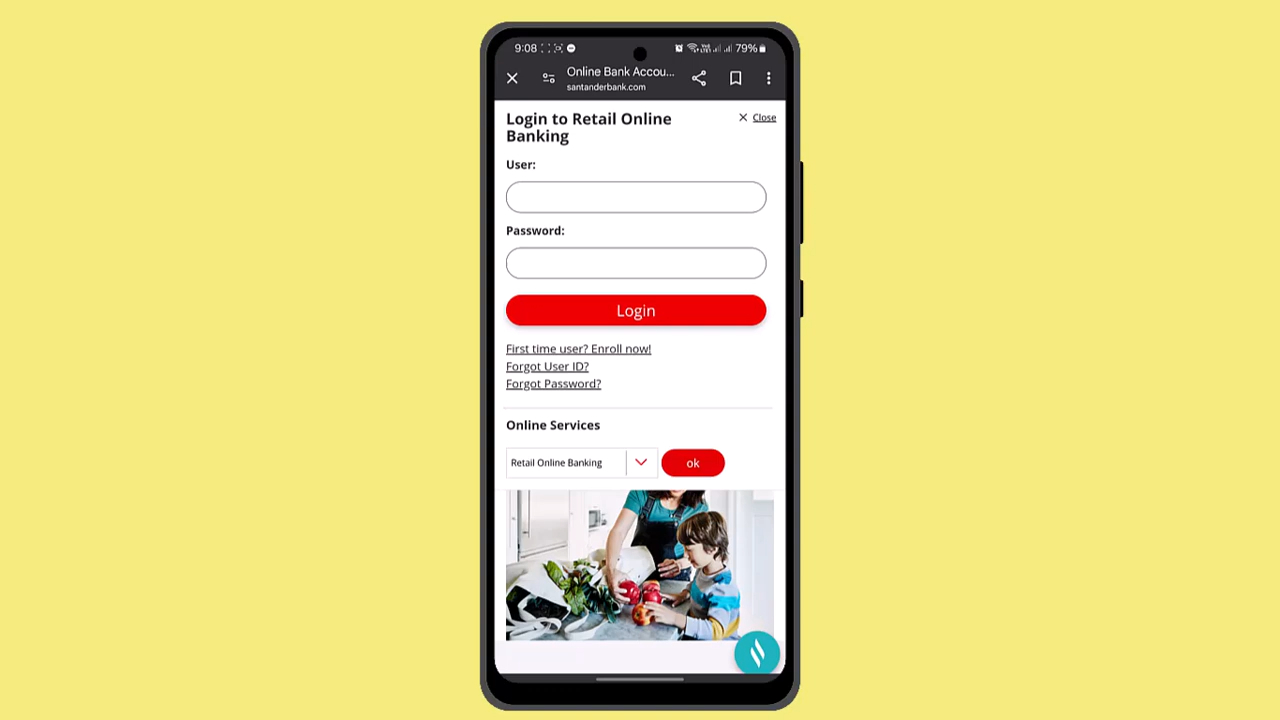 9:08
79%
Online Bank Accou...
santanderbank.com
Login to Retail Online
Banking
Close
User:
Password:
Login
First time user? Enroll now!
Forgot User ID?
Forgot Password?
Online Services
Retail Online Banking
ok